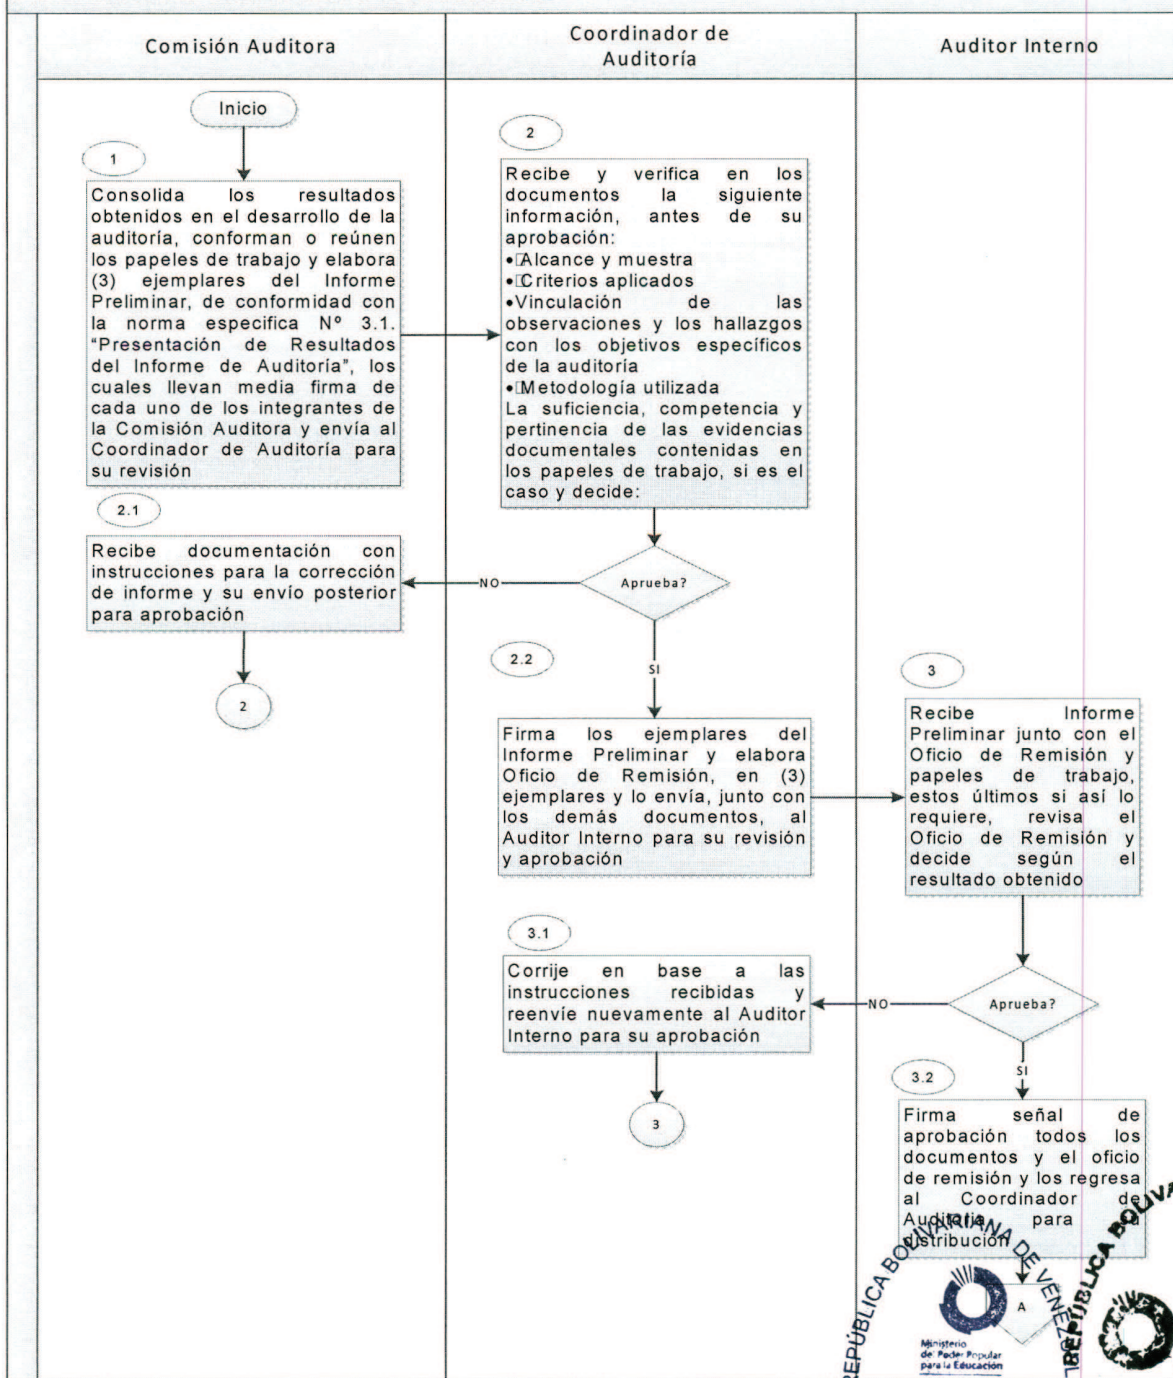 Comisión Auditora
Coordinador de
Auditoría
Auditor Interno
Inicio
1
Consolida los resultados
obtenidos en el desarrollo de la
auditoría, conforman o reúnen
los papeles de trabajo y elabora
(3) ejemplares del Informe
Preliminar, de conformidad con
la norma especifica Nº 3.1.
“Presentación de Resultados
del Informe de Auditoría”, los
cuales llevan media firma de
cada uno de los integrantes de
la Comisión Auditora y envía al
Coordinador de Auditoría para
su revisión
2
Recibe y verifica en los
documentos la siguiente
información, antes de su
aprobación:
•Alcance y muestra
•Criterios aplicados
•Vinculación de las
observaciones y los hallazgos
con los objetivos específicos
de la auditoría
•Metodología utilizada
La suficiencia, competencia y
pertinencia de las evidencias
documentales contenidas en
los papeles de trabajo, si es el
caso y decide:
Aprueba?
NO
2.1
Recibe documentación con
instrucciones para la corrección
de informe y su envío posterior
para aprobación
2
SI
2.2
Firma los ejemplares del
Informe Preliminar y elabora
Oficio de Remisión, en (3)
ejemplares y lo envía, junto con
los demás documentos, al
Auditor Interno para su revisión
y aprobación
3
Recibe Informe
Preliminar junto con el
Oficio de Remisión y
papeles de trabajo,
estos últimos si así lo
requiere, revisa el
Oficio de Remisión y
decide según el
resultado obtenido
Aprueba?
NO
3.1
Corrije en base a las
instrucciones recibidas y
reenvíe nuevamente al Auditor
Interno para su aprobación
3
SI
3.2
Firma señal de
aprobación todos los
documentos y el oficio
de remisión y los regresa
al Coordinador de
Auditoria para su
distribución
A
REPÚBLICA BOLIVARIANA DE VENEZUEL
Ministerio
del Poder Popular
para la Educación
REPÚBLICA BOLIVA